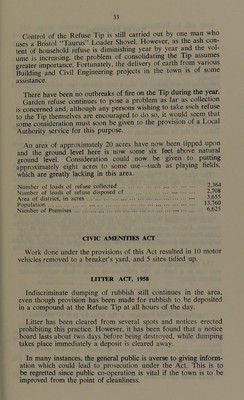 33
Control of the Refuse Tip is still carried out by one man who
uses a Bristol "Taurus" Loader Shovel. However, as the ash con-
tent of household refuse is diminishing year by year and the vol-
ume is increasing, the problem of consolidating the Tip assumes
greater importance. Fortunately, the delivery of earth from various
Building and Civil Engineering projects in the town is of some
assistance.
There have been no outbreaks of fire on the Tip during the year.
Garden refuse continues to pose a problem as far as collection
is concerned and, although any persons wishing to take such refuse
to the Tip themselves are encouraged to do so, it would seem that
some consideration must soon be given to the provision of a Local
Authority service for this purpose.
An area of approximately 20 acres have now been tipped upon
and the ground level here is now some six feet above natural
ground level. Consideration could now be given to putting
approximately eight acres to some use—such as playing fields,
which are greatly lacking in this area.
Number of loads of refuse collected 2,364
Number of loads of refuse disposed of 2,308
Area of district, in acres
Population 15,760
Number of Premises 6,625
CIVIC AMENITIES ACT
Work done under the provisions of this Act resulted in 10 motor
vehicles removed to a breaker's yard, and 5 sites tidied up.
LITTER ACT, 1958
Indiscriminate dumping of rubbish still continues in the area,
even though provision has been made for rubbish to be deposited
in a compound at the Refuse Tip at all hours of the day.
Litter has been cleared from several spots and notices erected
prohibiting this practice. However, it has been found that a notice
board lasts about two days before being destroyed, while dumping
takes place immediately a deposit is cleared away.
In many instances, the general public is averse to giving inform-
ation which could lead to prosecution under the Act. This is to
be regretted since public co-operation is vital if the town is to be
improved from the point of cleanliness.